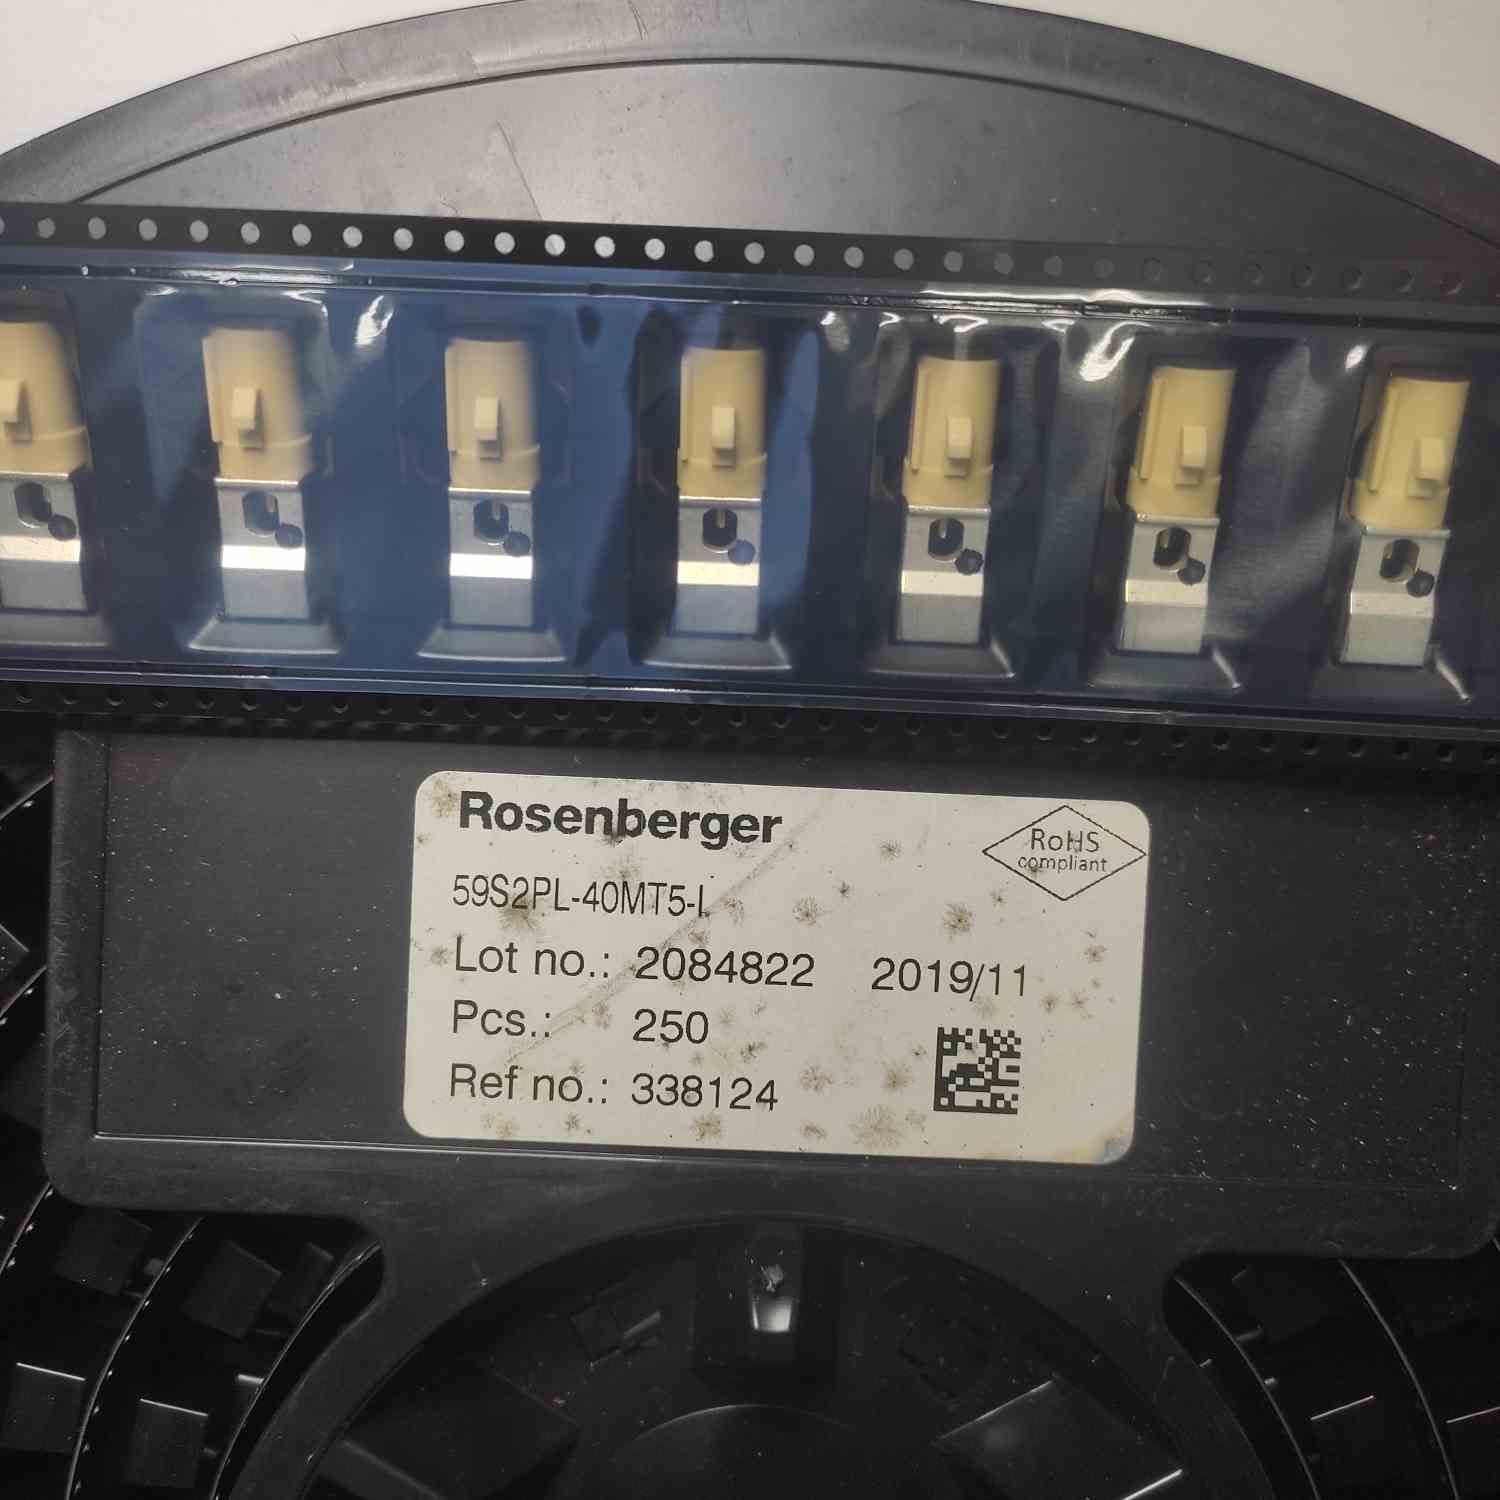 Rosenberger
RoHS
compliant
59S2PL-40MT5-L
Lot no.: 2084822 2019/11
Pcs.: 250
Ref no.: 338124